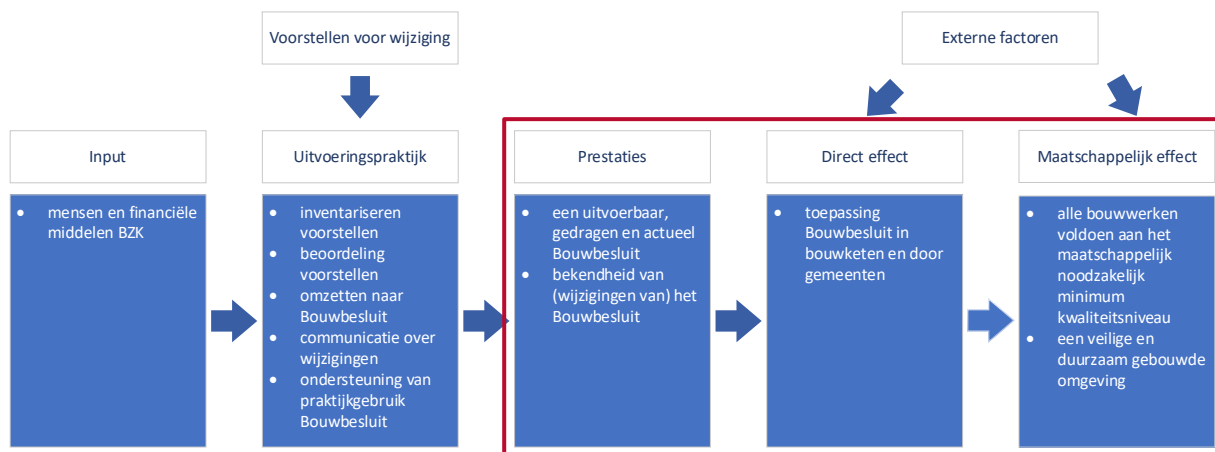 Voorstellen voor wijziging
Externe factoren
Input
Uitvoeringspraktijk
Prestaties
Direct effect
Maatschappelijk effect
• mensen en financiële
middelen BZK
• inventariseren
voorstellen
• beoordeling
voorstellen
• omzetten naar
Bouwbesluit
• communicatie over
wijzigingen
• ondersteuning van
praktijkgebruik
Bouwbesluit
• een uitvoerbaar,
gedragen en actueel
Bouwbesluit
• bekendheid van
(wijzigingen van) het
Bouwbesluit
• toepassing
Bouwbesluit in
bouwketen en door
gemeenten
• alle bouwwerken
voldoen aan het
maatschappelijk
noodzakelijk
minimum
kwaliteitsniveau
• een veilige en
duurzaam gebouwde
omgeving